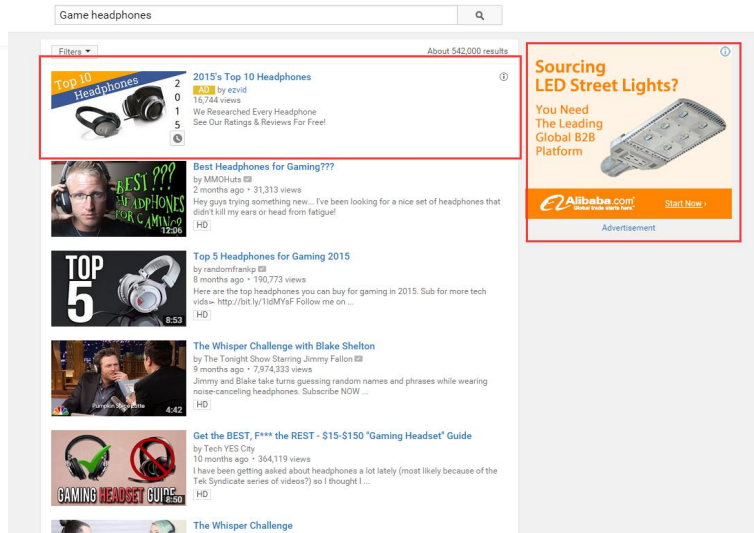 Game headphones
Filters
About 542,000 results
Top 10
Headphones
2
0
1
5
2015's Top 10 Headphones
AD by ezvid
16,744 views
We Researched Every Headphone
See Our Ratings & Reviews For Free!
BEST ???
HEADPHONES
FOR GAMING?
12:06
Best Headphones for Gaming???
by MMOHuts
2 months ago • 31,313 views
Hey guys trying something new... I've been looking for a nice set of headphones that
didn't kill my ears or head from fatigue!
HD
TOP
5
8:53
Top 5 Headphones for Gaming 2015
by randomfrankp
8 months ago • 190,773 views
Here are the top headphones you can buy for gaming in 2015. Sub for more tech
vids► http://bit.ly/1IdMYsF Follow me on ...
HD
Pumpkin Spice Latte
4:42
The Whisper Challenge with Blake Shelton
by The Tonight Show Starring Jimmy Fallon
9 months ago • 7,974,333 views
Jimmy and Blake take turns guessing random names and phrases while wearing
noise-canceling headphones. Subscribe NOW ...
HD
GAMING HEADSET GUIDE
8:50
Get the BEST, F*** the REST - $15-$150 "Gaming Headset" Guide
by Tech YES City
10 months ago • 364,119 views
I have been getting asked about headphones a lot lately (most likely because of the
Tek Syndicate series of videos?) so I thought I ...
HD
The Whisper Challenge
Sourcing
LED Street Lights?
You Need
The Leading
Global B2B
Platform
Alibaba.com
Global trade starts here.
Start Now ›
Advertisement